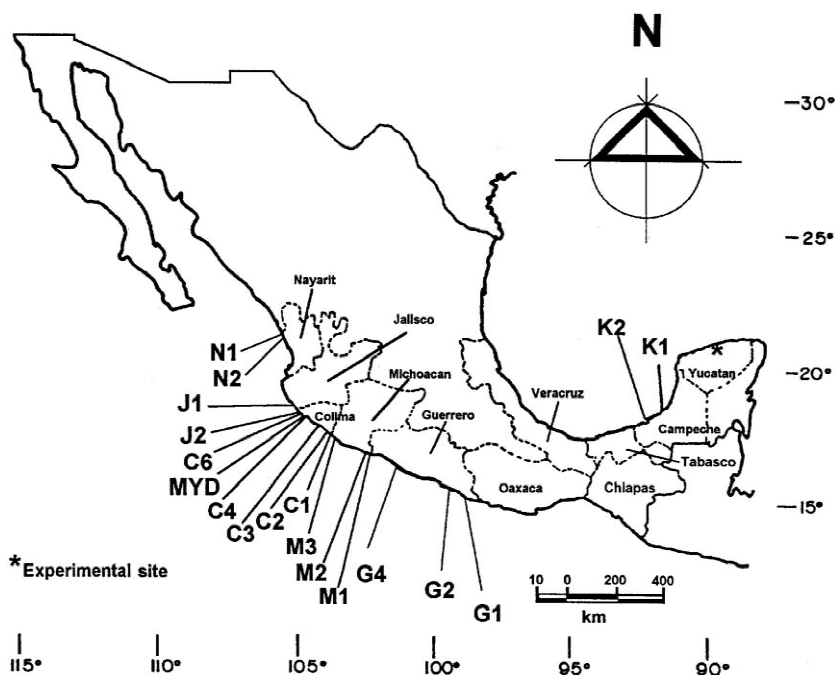 N
30°
25°
20°
15°
Nayarit
Jalisco
Michoacan
Colima
Guerrero
Veracruz
Oaxaca
Chiapas
Tabasco
Campeche
Yucatan
*
K2
K1
N1
N2
J1
J2
C6
MYD
C4
C3
C2
C1
M3
M2
M1
G4
G2
G1
*Experimental site
10 0 200 400
km
115° 110° 105° 100° 95° 90°